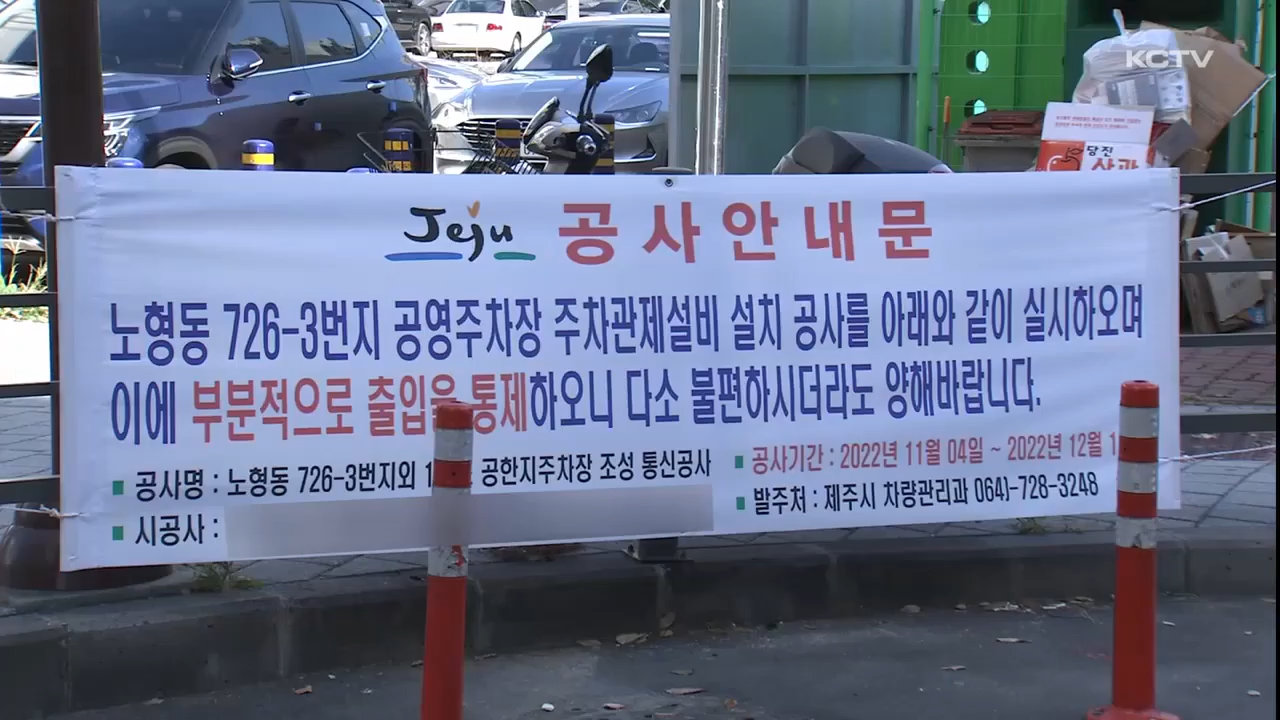 KCTV
당진
사과
Jeju 공사안내문
노형동 726-3번지 공영주차장 주차관제설비 설치 공사를 아래와 같이 실시하오며
이에 부분적으로 출입을 통제하오니 다소 불편하시더라도 양해바랍니다.
■ 공사명 : 노형동 726-3번지외 공한지주차장 조성 통신공사
■ 시공사 :
■ 공사기간 : 2022년 11월 04일 ~ 2022년 12월
■ 발주처 : 제주시 차량관리과 064)-728-3248